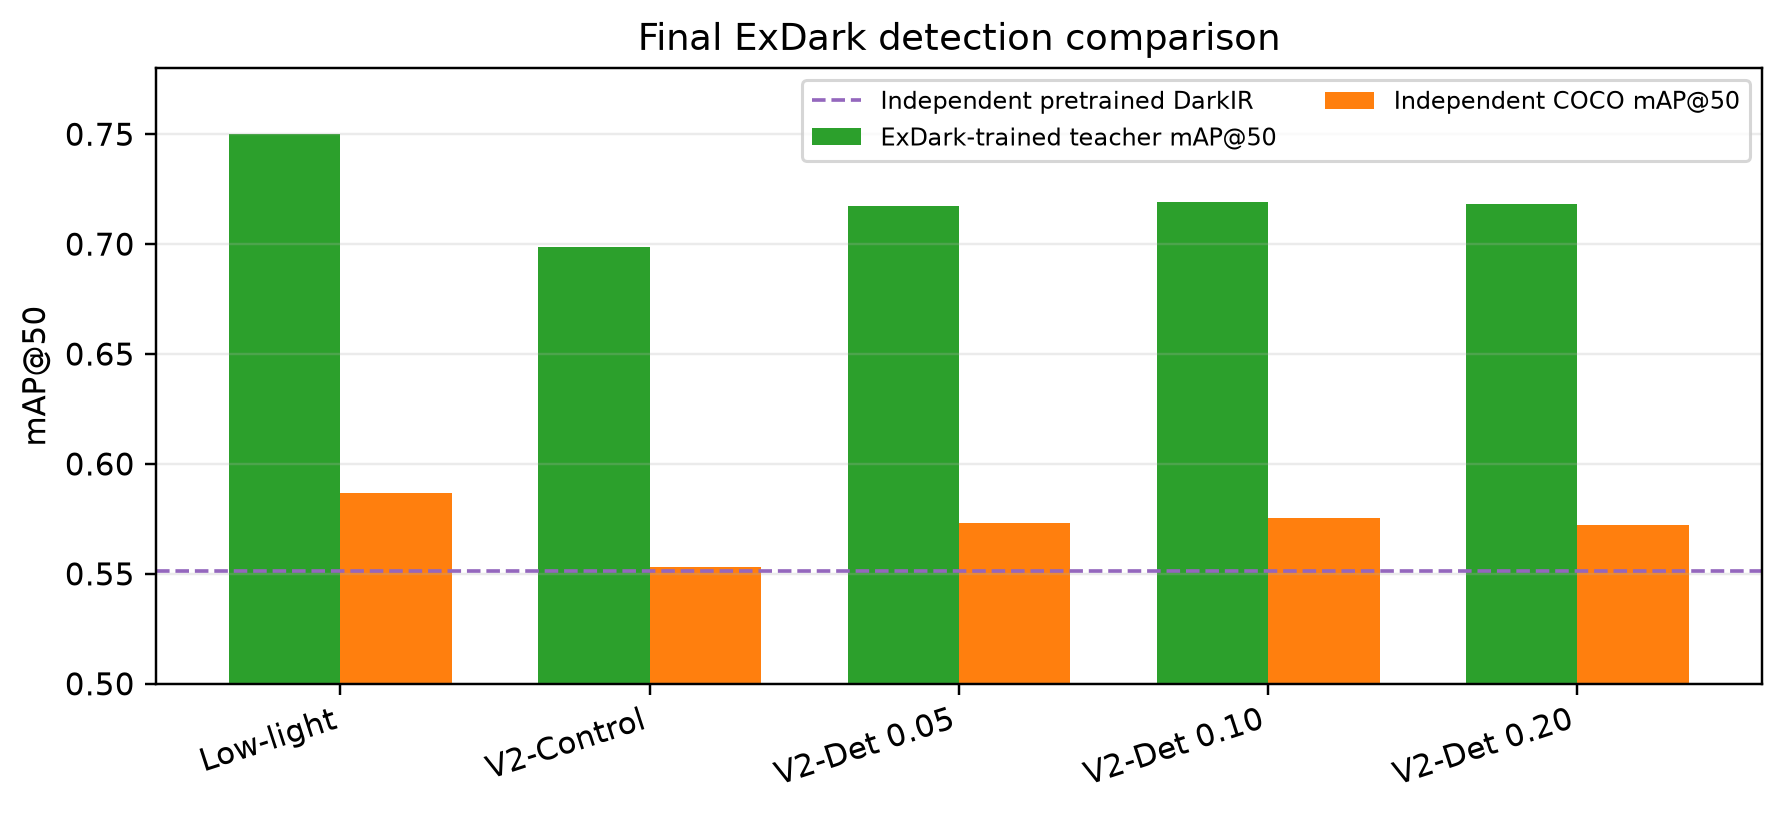 Final ExDark detection comparison
Independent pretrained DarkIR
ExDark-trained teacher mAP@50
Independent COCO mAP@50
mAP@50
0.75
0.70
0.65
0.60
0.55
0.50
Low-light
V2-Control
V2-Det 0.05
V2-Det 0.10
V2-Det 0.20